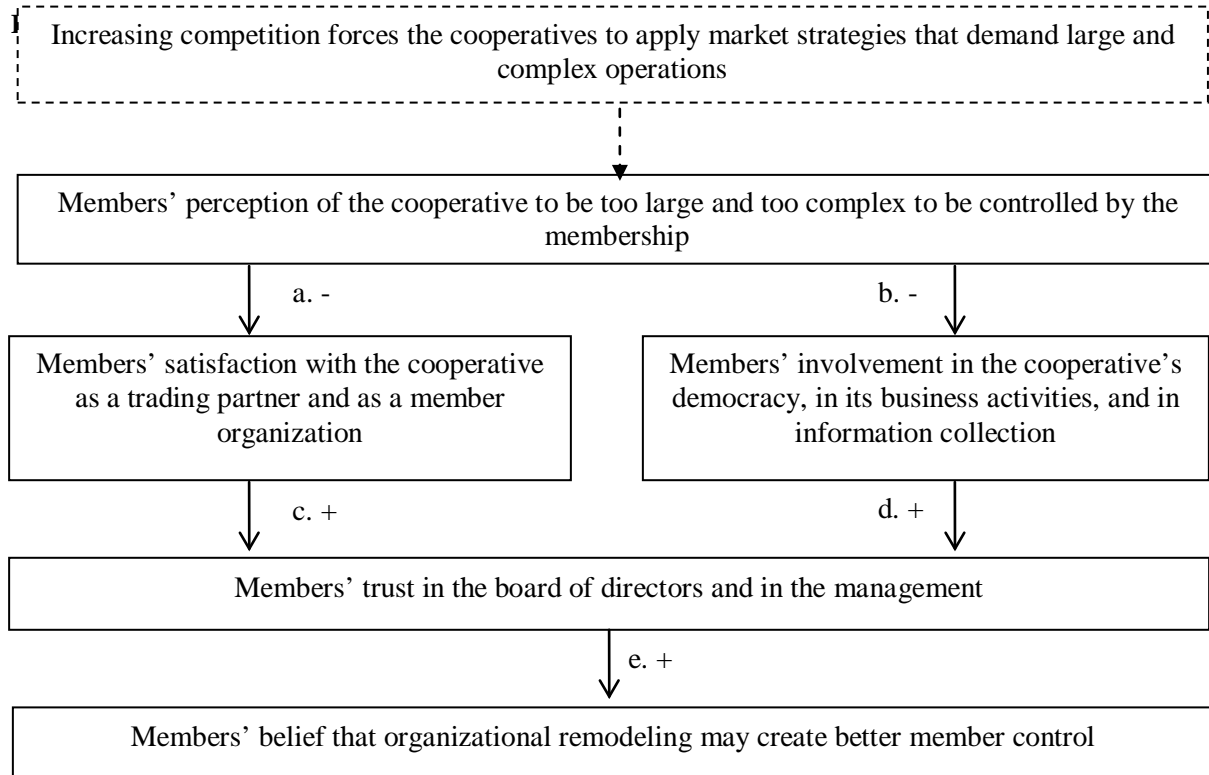 Increasing competition forces the cooperatives to apply market strategies that demand large and
complex operations
Members’ perception of the cooperative to be too large and too complex to be controlled by the
membership
a. -
b. -
Members’ satisfaction with the cooperative
as a trading partner and as a member
organization
Members’ involvement in the cooperative’s
democracy, in its business activities, and in
information collection
c. +
d. +
Members’ trust in the board of directors and in the management
e. +
Members’ belief that organizational remodeling may create better member control